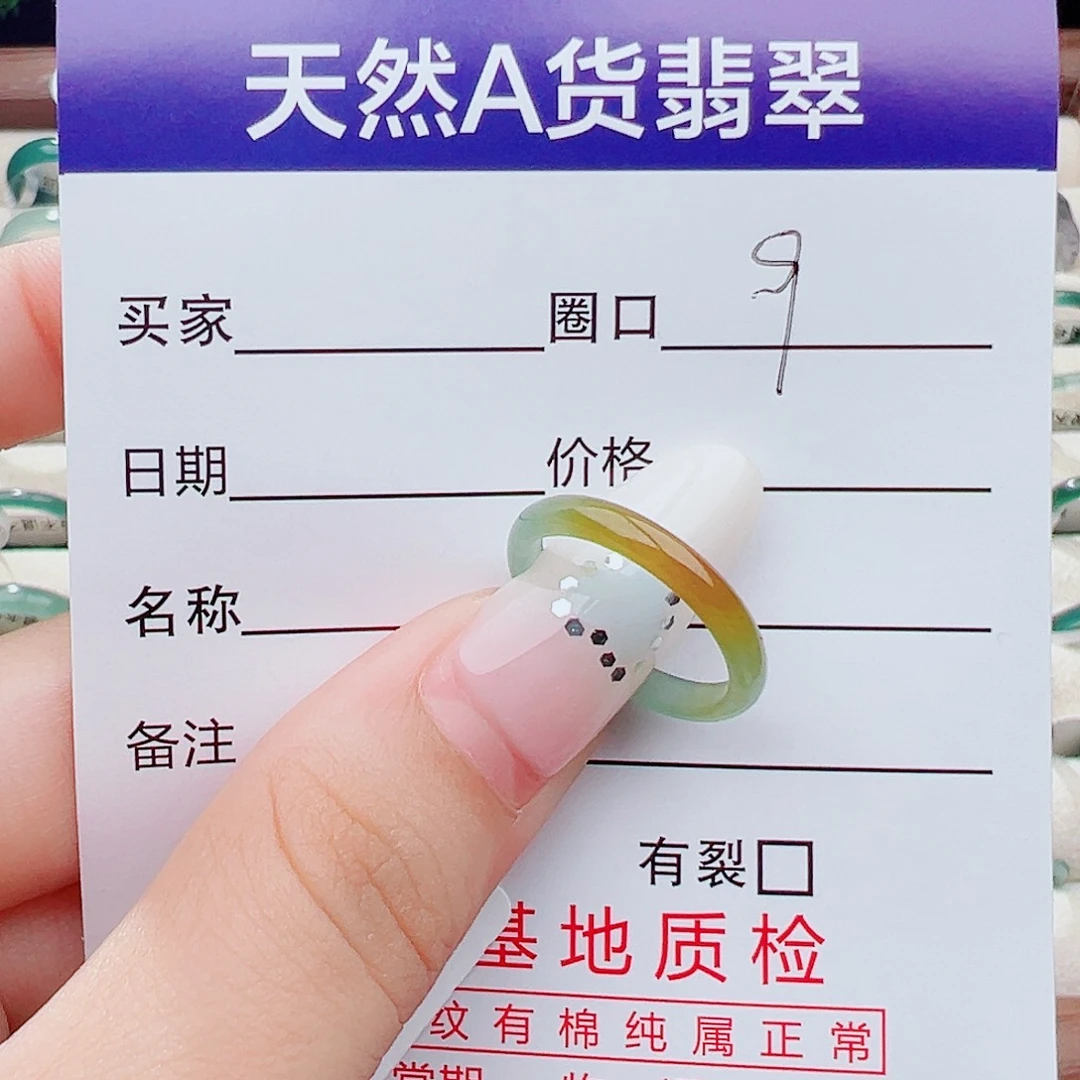 天然A货翡翠
买家 圈口 9
日期 价格
名称
备注
有裂
基地质检
纹有棉纯属正常